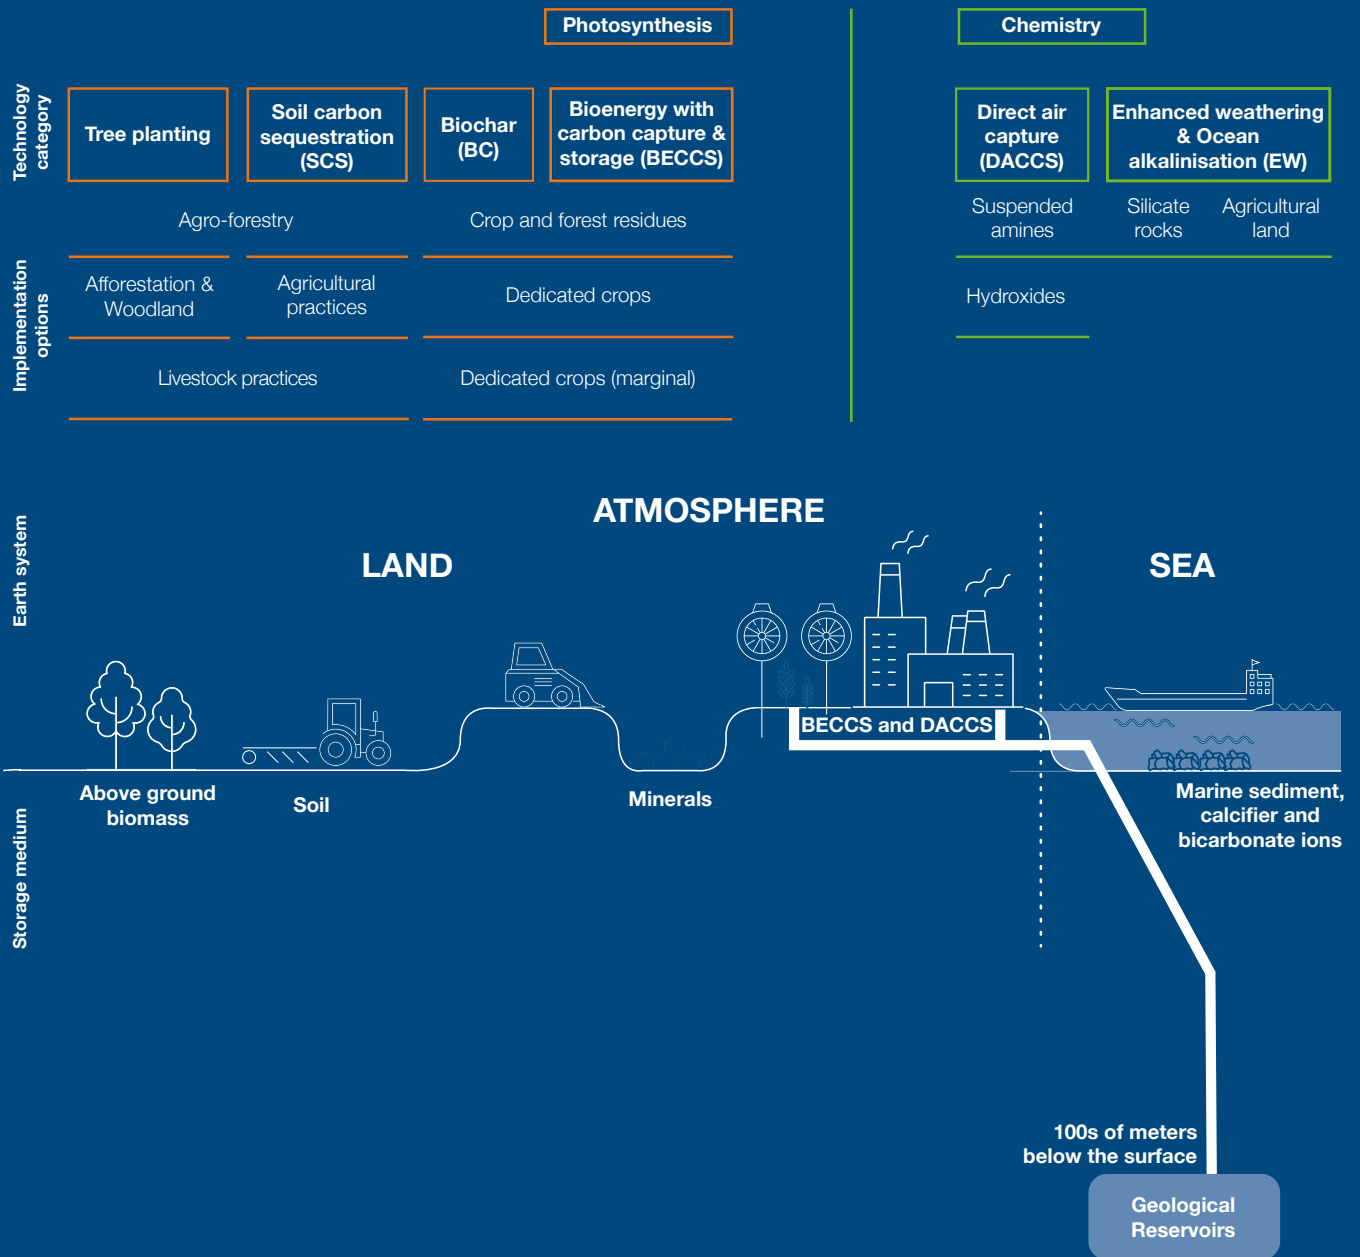 Photosynthesis
Chemistry
Technology
category
Tree planting
Soil carbon
sequestration
(SCS)
Biochar
(BC)
Bioenergy with
carbon capture &
storage (BECCS)
Direct air
capture
(DACCS)
Enhanced weathering
& Ocean
alkalinisation (EW)
Implementation
options
Agro-forestry
Crop and forest residues
Suspended
amines
Silicate
rocks
Agricultural
land
Afforestation &
Woodland
Agricultural
practices
Dedicated crops
Hydroxides
Livestock practices
Dedicated crops (marginal)
Earth system
ATMOSPHERE
LAND
SEA
BECCS and DACCS
Storage medium
Above ground
biomass
Soil
Minerals
Marine sediment,
calcifier and
bicarbonate ions
100s of meters
below the surface
Geological
Reservoirs